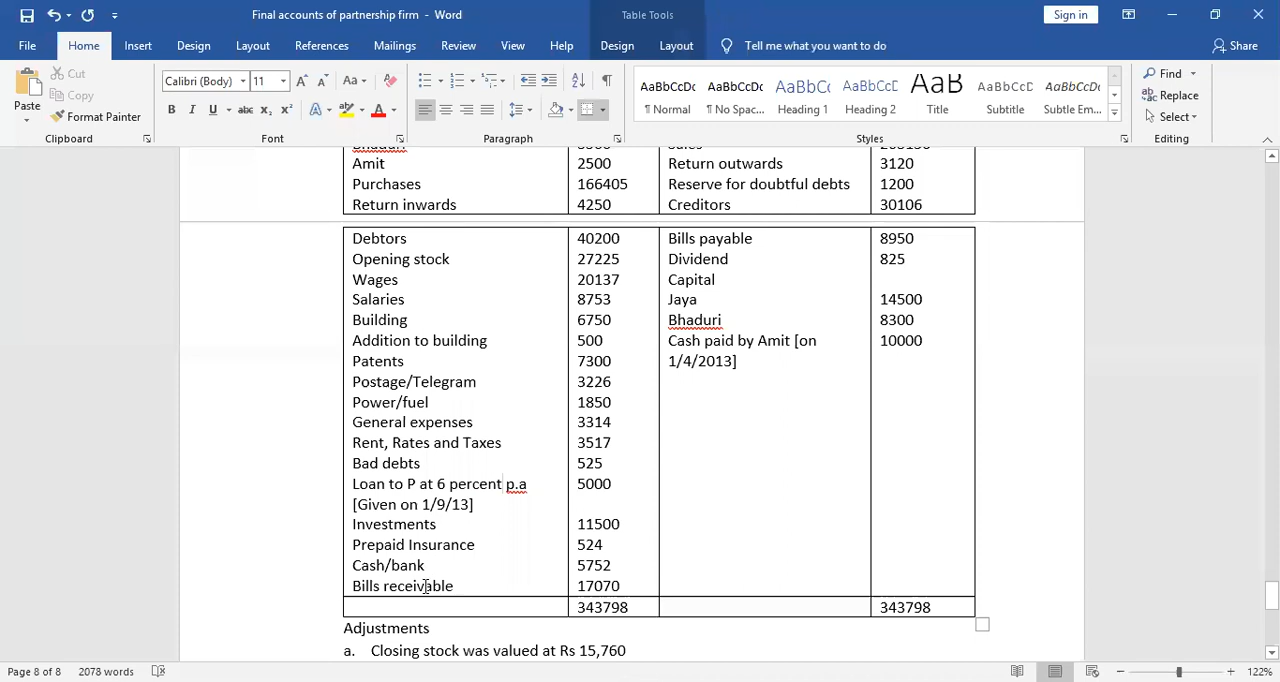 Final accounts of partnership firm - Word
Table Tools
Sign in
File Home Insert Design Layout References Mailings Review View Help Design Layout Tell me what you want to do Share
Paste
Cut
Copy
Format Painter
Clipboard
Calibri (Body) 11
Font
Paragraph
AaBbCcDc AaBbCcDc AaBbCc AaBbCcC AaB AaBbCcC AaBbCcDc
¶ Normal ¶ No Spac... Heading 1 Heading 2 Title Subtitle Subtle Em...
Styles
Find
Replace
Select
Editing
Bhaduri
Amit 2500 Return outwards 3120
Purchases 166405 Reserve for doubtful debts 1200
Return inwards 4250 Creditors 30106
Debtors 40200 Bills payable 8950
Opening stock 27225 Dividend 825
Wages 20137 Capital
Salaries 8753 Jaya 14500
Building 6750 Bhaduri 8300
Addition to building 500 Cash paid by Amit [on 10000
Patents 7300 1/4/2013]
Postage/Telegram 3226
Power/fuel 1850
General expenses 3314
Rent, Rates and Taxes 3517
Bad debts 525
Loan to P at 6 percent p.a 5000
[Given on 1/9/13]
Investments 11500
Prepaid Insurance 524
Cash/bank 5752
Bills receivable 17070
343798 343798
Adjustments
a. Closing stock was valued at Rs 15,760
Page 8 of 8 2078 words 122%